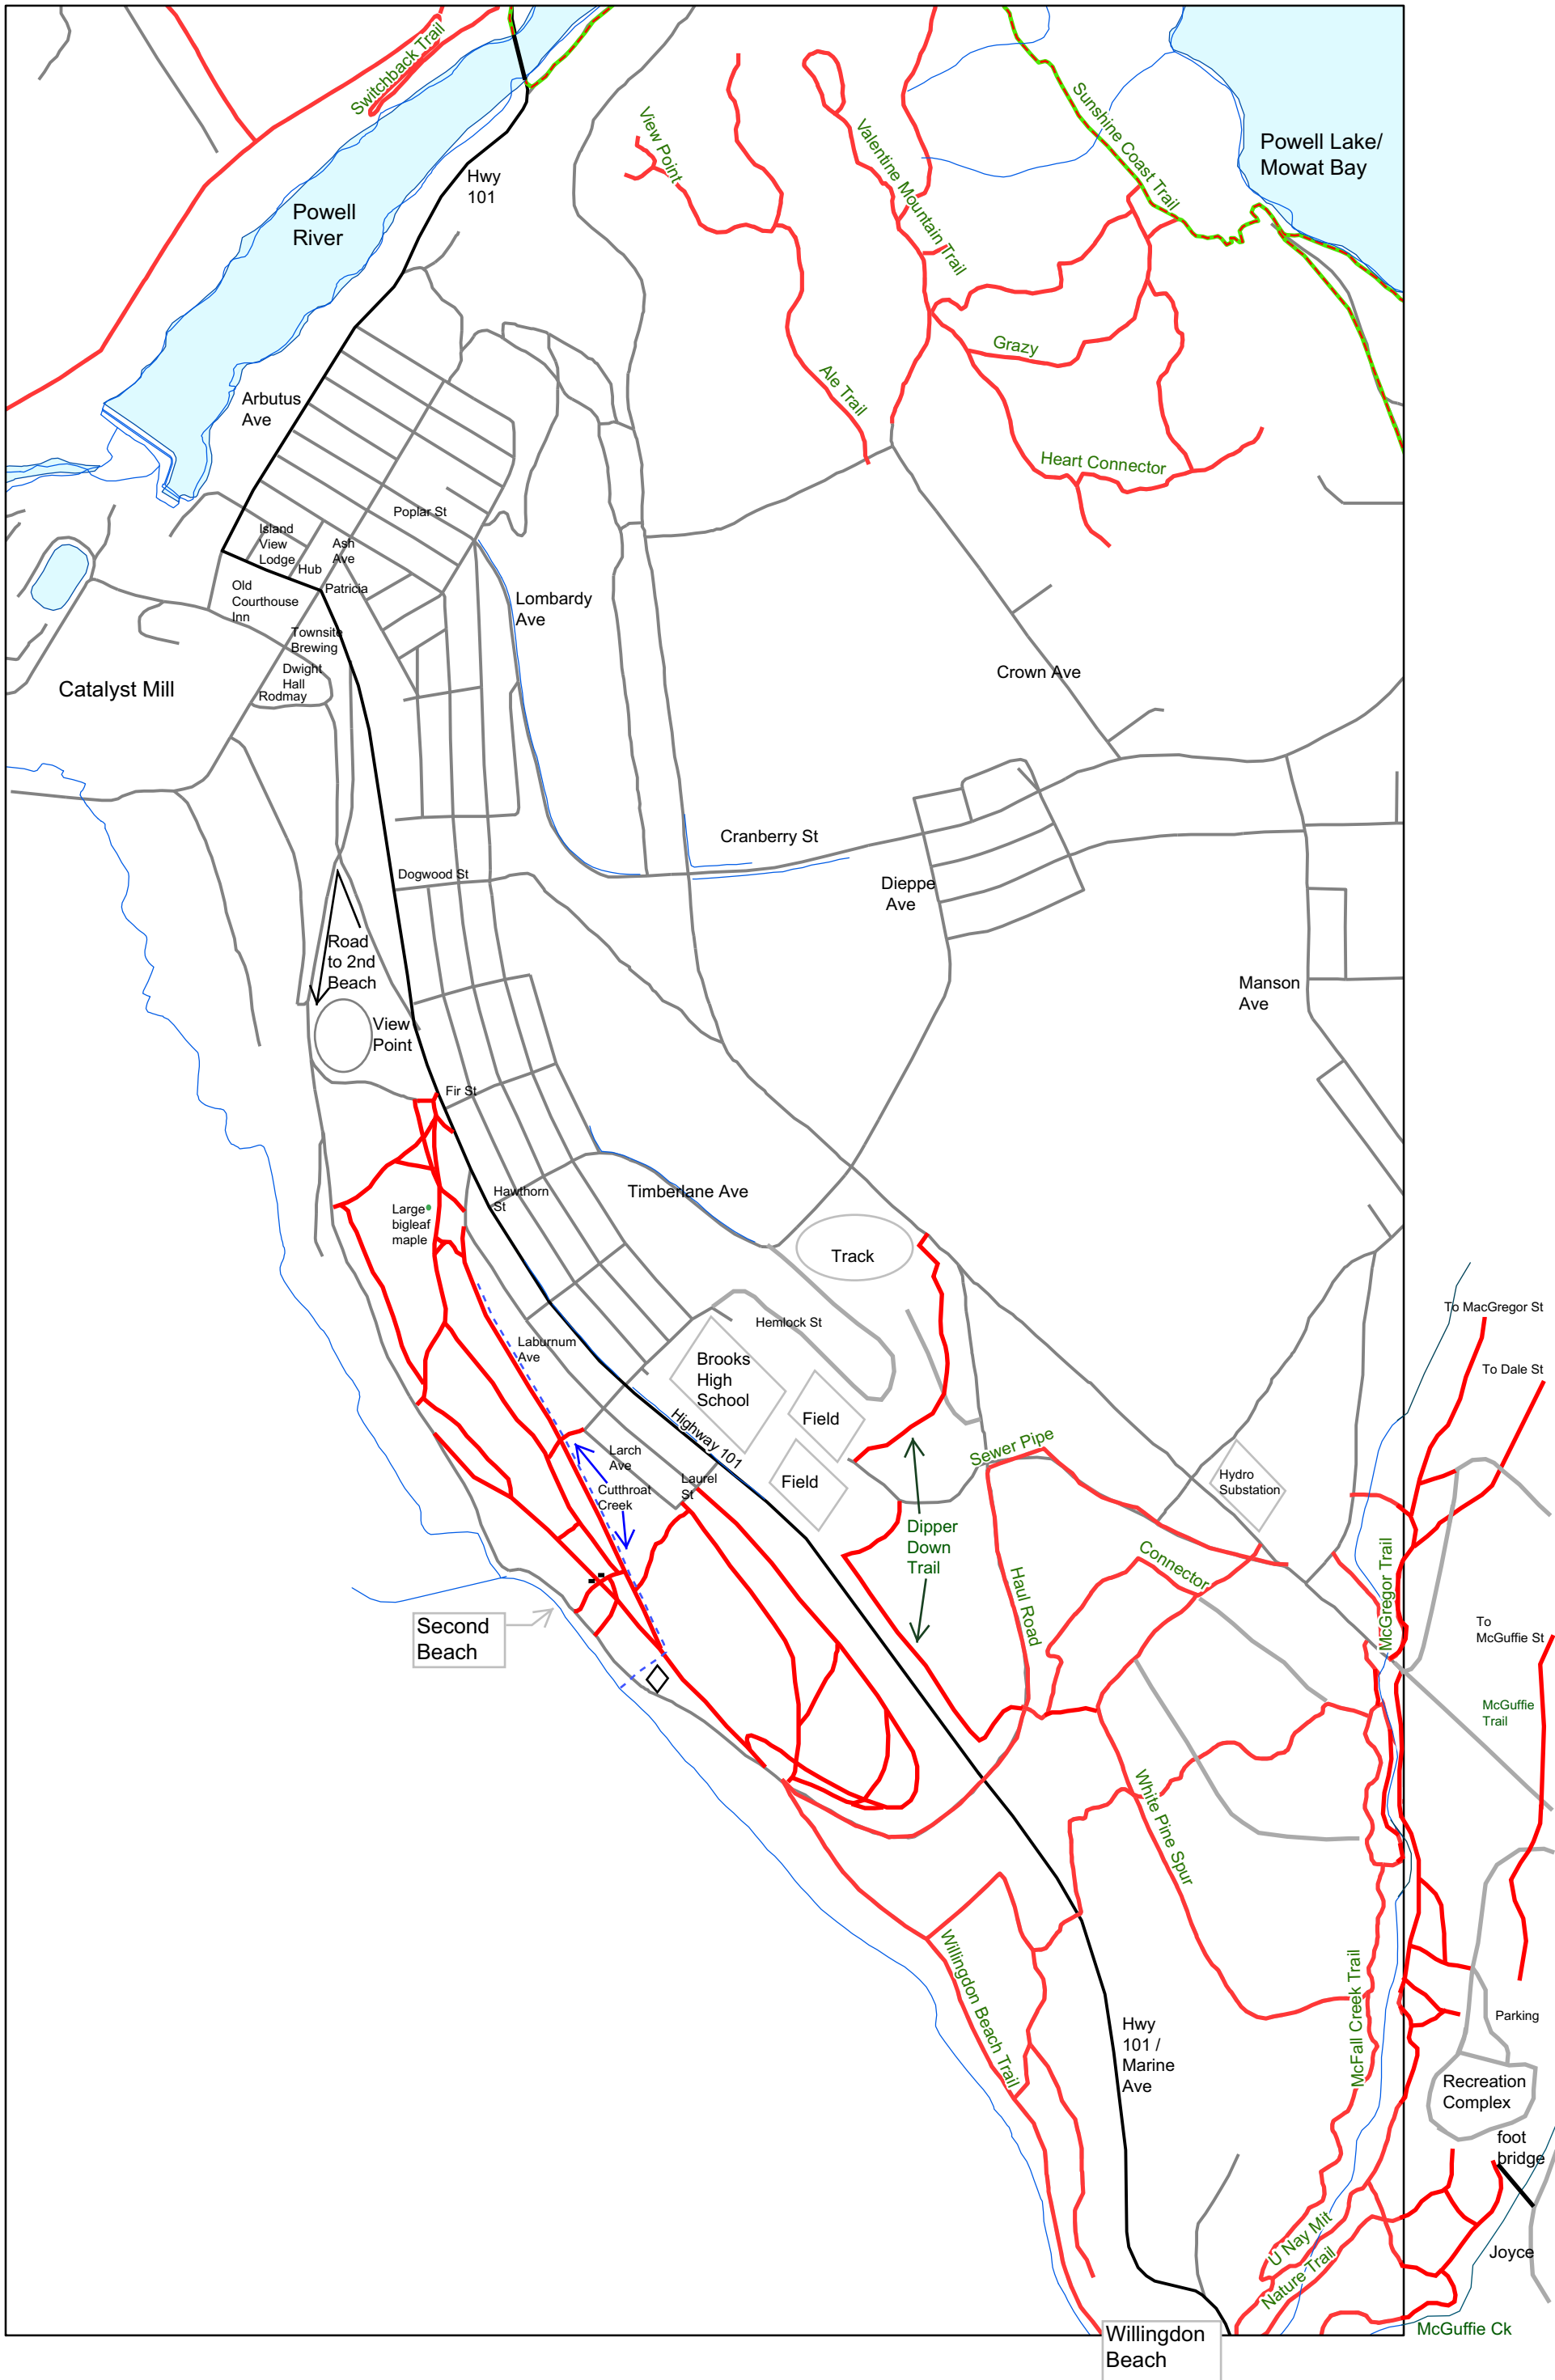 Switchback Trail
Hwy
101
Powell
River
View Point
Valentine Mountain Trail
Sunshine Coast Trail
Powell Lake/
Mowat Bay
Arbutus
Ave
Ale Trail
Grazy
Heart Connector
Poplar St
Island
View
Lodge
Ash
Ave
Hub
Patricia
Old
Courthouse
Inn
Townsite
Brewing
Dwight
Hall
Rodmay
Lombardy
Ave
Catalyst Mill
Crown Ave
Cranberry St
Dogwood St
Dieppe
Ave
Road
to 2nd
Beach
Manson
Ave
View
Point
Fir St
Hawthorn
St
Timberlane Ave
Large
bigleaf
maple
Track
Hemlock St
To MacGregor St
Laburnum
Ave
Brooks
High
School
To Dale St
Field
Highway 101
Larch
Ave
Sewer Pipe
Field
Laurel
St
Cutthroat
Creek
Hydro
Substation
Dipper
Down
Trail
Connector
Haul Road
McGregor Trail
Second
Beach
To
McGuffie St
McGuffie
Trail
White Pine Spur
Willingdon Beach Trail
McFall Creek Trail
Parking
Hwy
101 /
Marine
Ave
Recreation
Complex
foot
bridge
U Nay Mit
Nature Trail
Joyce
McGuffie Ck
Willingdon
Beach